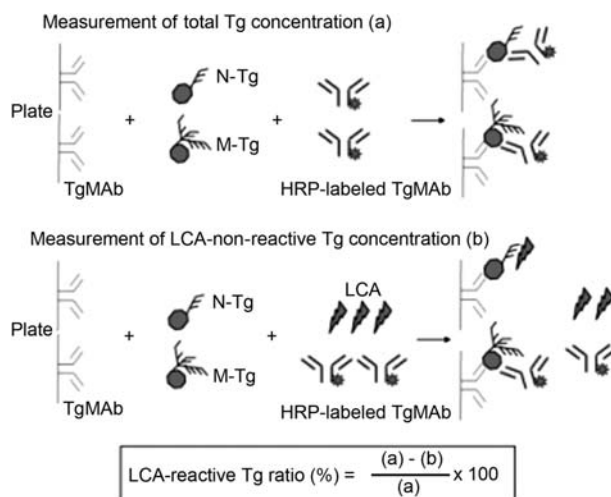 Measurement of total Tg concentration (a)
N-Tg
Plate
+
+
M-Tg
TgMAb
HRP-labeled TgMAb
Measurement of LCA-non-reactive Tg concentration (b)
LCA
N-Tg
Plate
+
+
M-Tg
TgMAb
HRP-labeled TgMAb
LCA-reactive Tg ratio (%) = (a) - (b) / (a) x 100